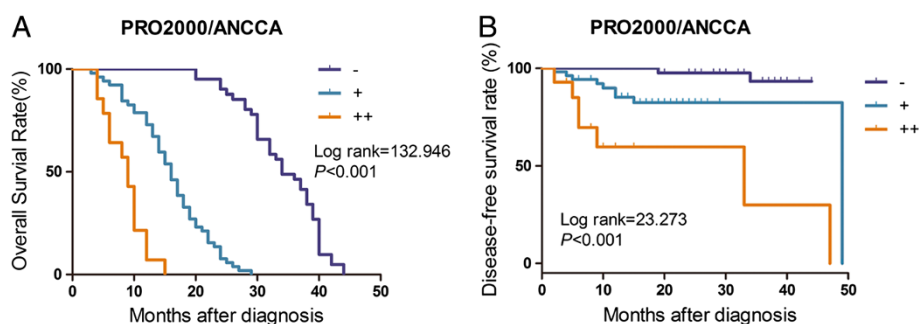 A
PRO2000/ANCCA
Overall Survial Rate(%)
100
50
0
0 10 20 30 40 50
Months after diagnosis
-
+
++
Log rank=132.946
P<0.001
B
PRO2000/ANCCA
Disease-free survival rate (%)
100
50
0
0 10 20 30 40 50
Months after diagnosis
-
+
++
Log rank=23.273
P<0.001